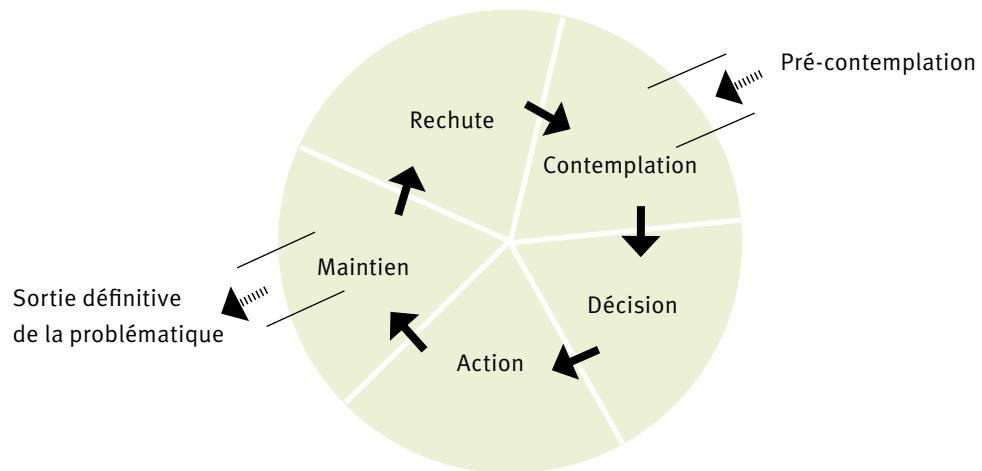 Pré-contemplation
Rechute
Contemplation
Maintien
Sortie définitive
de la problématique
Décision
Action